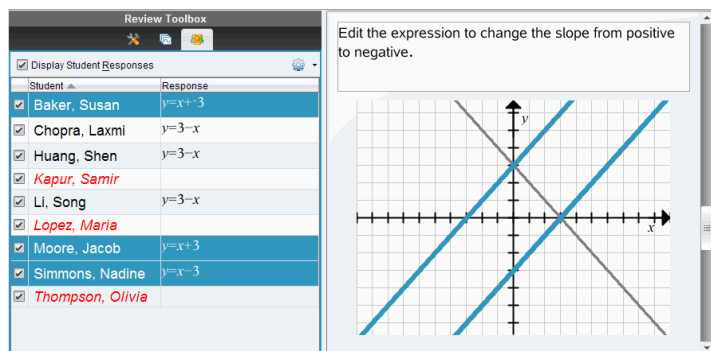 Review Toolbox
Display Student Responses
Student Response
Baker, Susan y=x+⁻3
Chopra, Laxmi y=3−x
Huang, Shen y=3−x
Kapur, Samir
Li, Song y=3−x
Lopez, Maria
Moore, Jacob y=x+3
Simmons, Nadine y=x−3
Thompson, Olivia
Edit the expression to change the slope from positive
to negative.
y
x